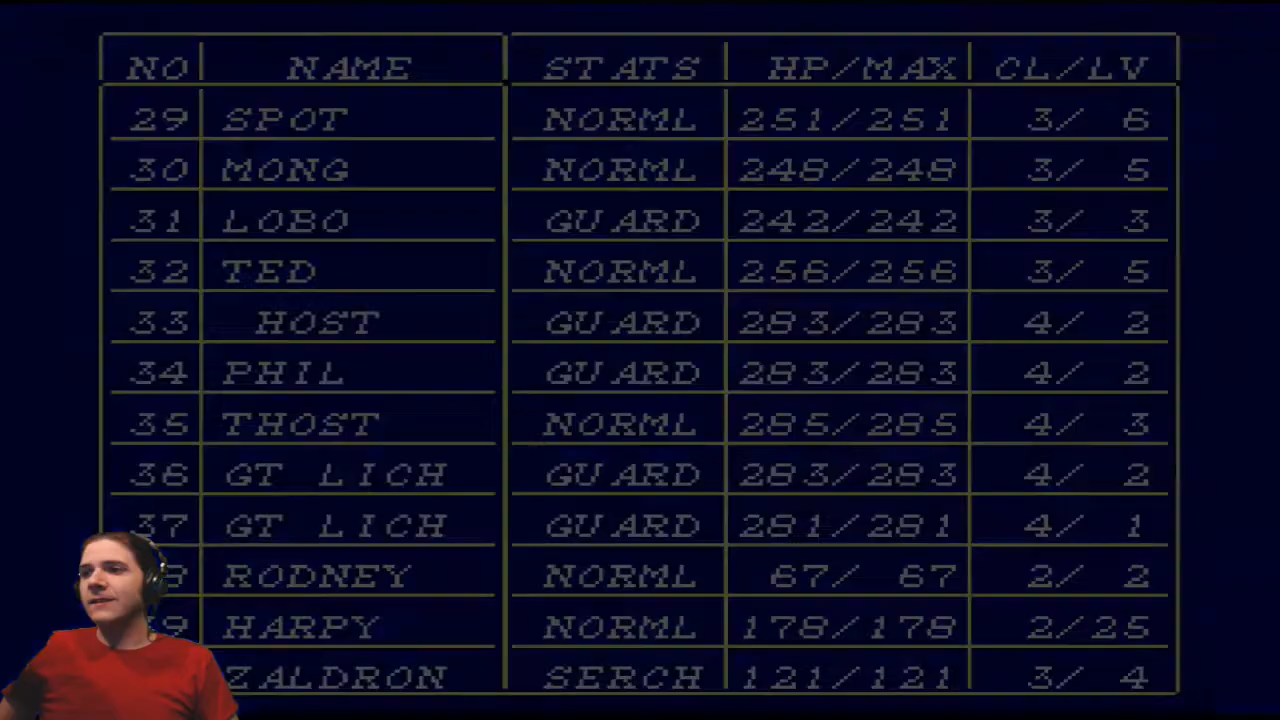 NO NAME STATS HP/MAX CL/LV
29 SPOT NORML 251/251 3/ 6
30 MONG NORML 248/248 3/ 5
31 LOBO GUARD 242/242 3/ 3
32 TED NORML 256/256 3/ 5
33 HOST GUARD 283/283 4/ 2
34 PHIL GUARD 283/283 4/ 2
35 THOST NORML 285/285 4/ 3
36 GT LICH GUARD 283/283 4/ 2
37 GT LICH GUARD 281/281 4/ 1
8 RODNEY NORML 67/ 67 2/ 2
9 HARPY NORML 178/178 2/25
ZALDRON SERCH 121/121 3/ 4